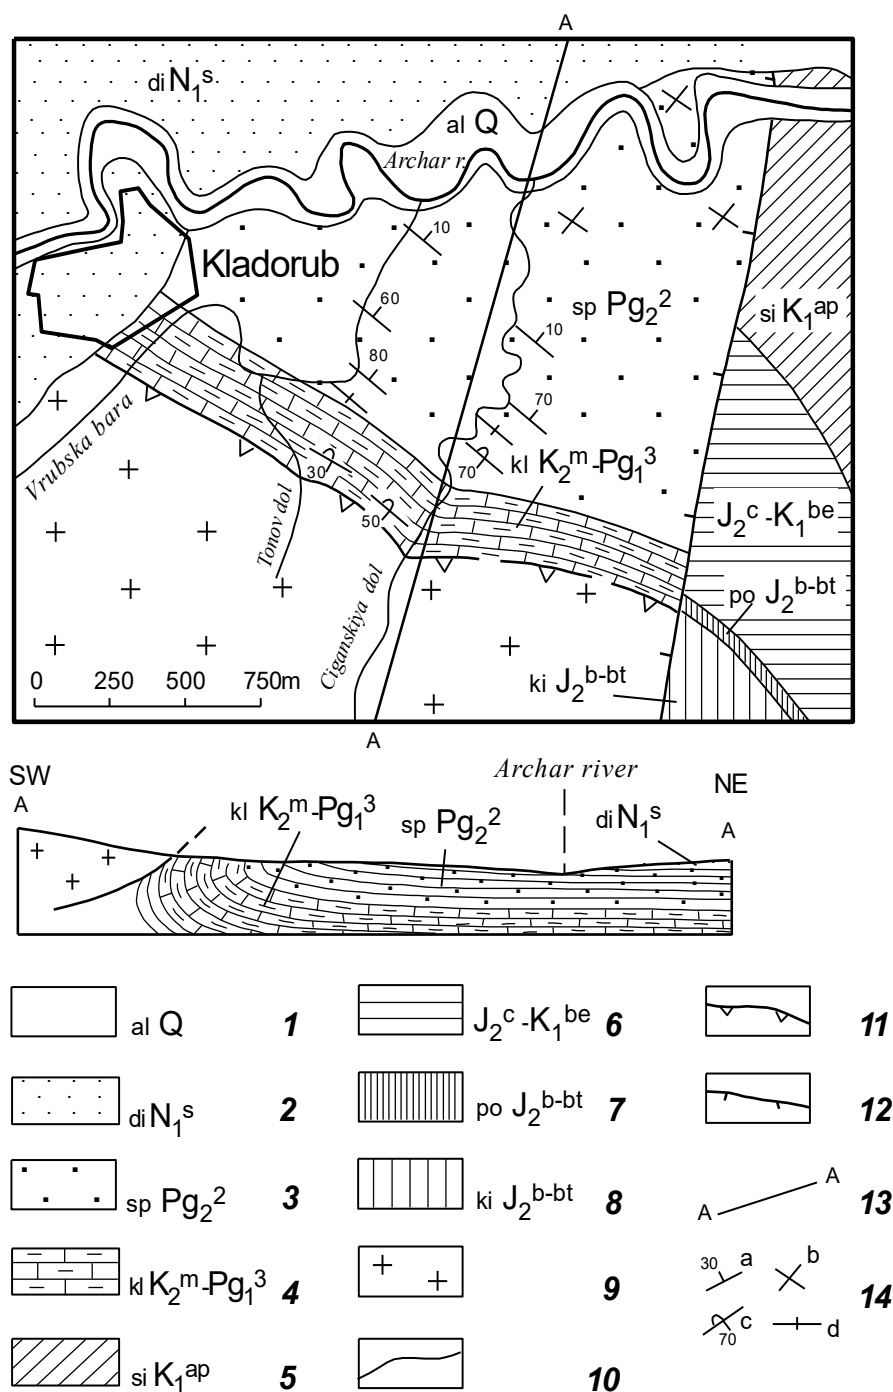 A
di N₁ˢ
al Q
Archar r.
Kladorub
10
60
80
sp Pg₂²
10
70
70
si K₁ᵃᵖ
Vrubska bara
30
50
kl K₂ᵐ-Pg₁³
J₂ᶜ-K₁ᵇᵉ
Tonov dol
Ciganskiya dol
po J₂ᵇ⁻ᵇᵗ
ki J₂ᵇ⁻ᵇᵗ
0 250 500 750m
A
SW
A
kl K₂ᵐ-Pg₁³
sp Pg₂²
Archar river
di N₁ˢ
NE
A
al Q 1
di N₁ˢ 2
sp Pg₂² 3
kl K₂ᵐ-Pg₁³ 4
si K₁ᵃᵖ 5
J₂ᶜ-K₁ᵇᵉ 6
po J₂ᵇ⁻ᵇᵗ 7
ki J₂ᵇ⁻ᵇᵗ 8
9
10
11
12
A A 13
30 a b
70 c d 14